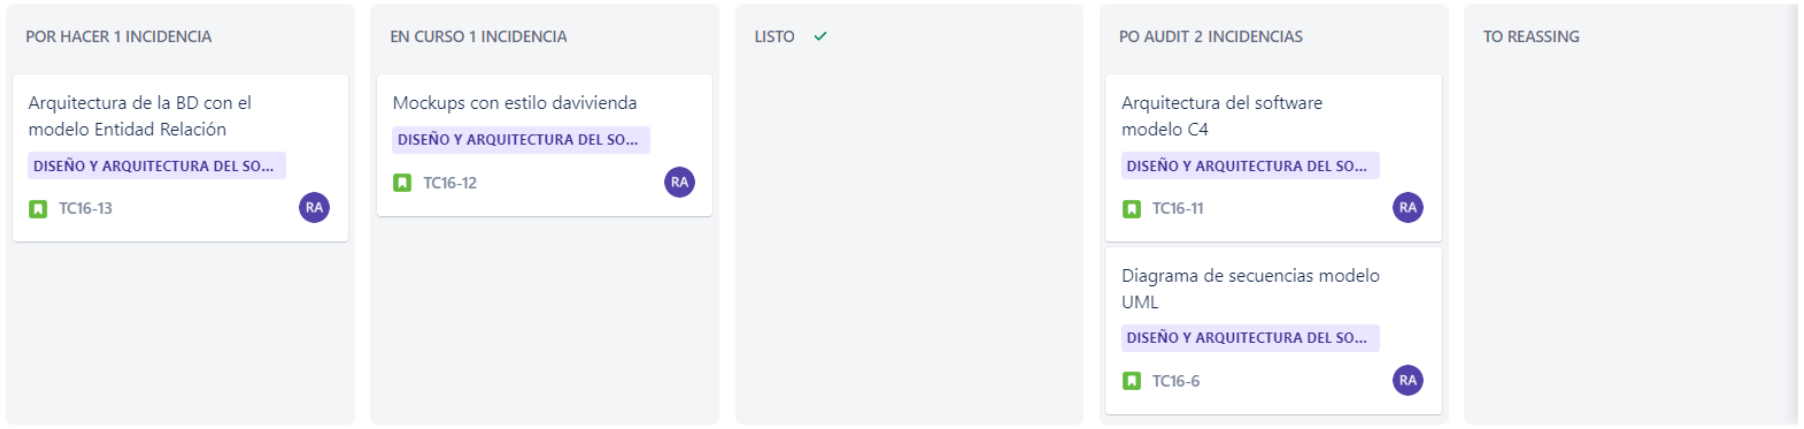 POR HACER 1 INCIDENCIA
Arquitectura de la BD con el
modelo Entidad Relación
DISEÑO Y ARQUITECTURA DEL SO...
TC16-13
RA
EN CURSO 1 INCIDENCIA
Mockups con estilo davivienda
DISEÑO Y ARQUITECTURA DEL SO...
TC16-12
RA
LISTO
PO AUDIT 2 INCIDENCIAS
Arquitectura del software
modelo C4
DISEÑO Y ARQUITECTURA DEL SO...
TC16-11
RA
Diagrama de secuencias modelo
UML
DISEÑO Y ARQUITECTURA DEL SO...
TC16-6
RA
TO REASSING